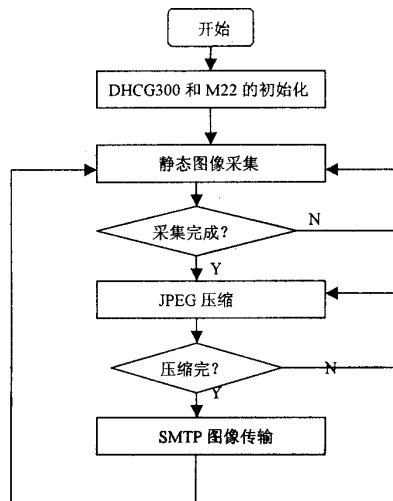 开始
DHCG300 和 M22 的初始化
静态图像采集
采集完成？
N
Y
JPEG 压缩
压缩完？
N
Y
SMTP 图像传输